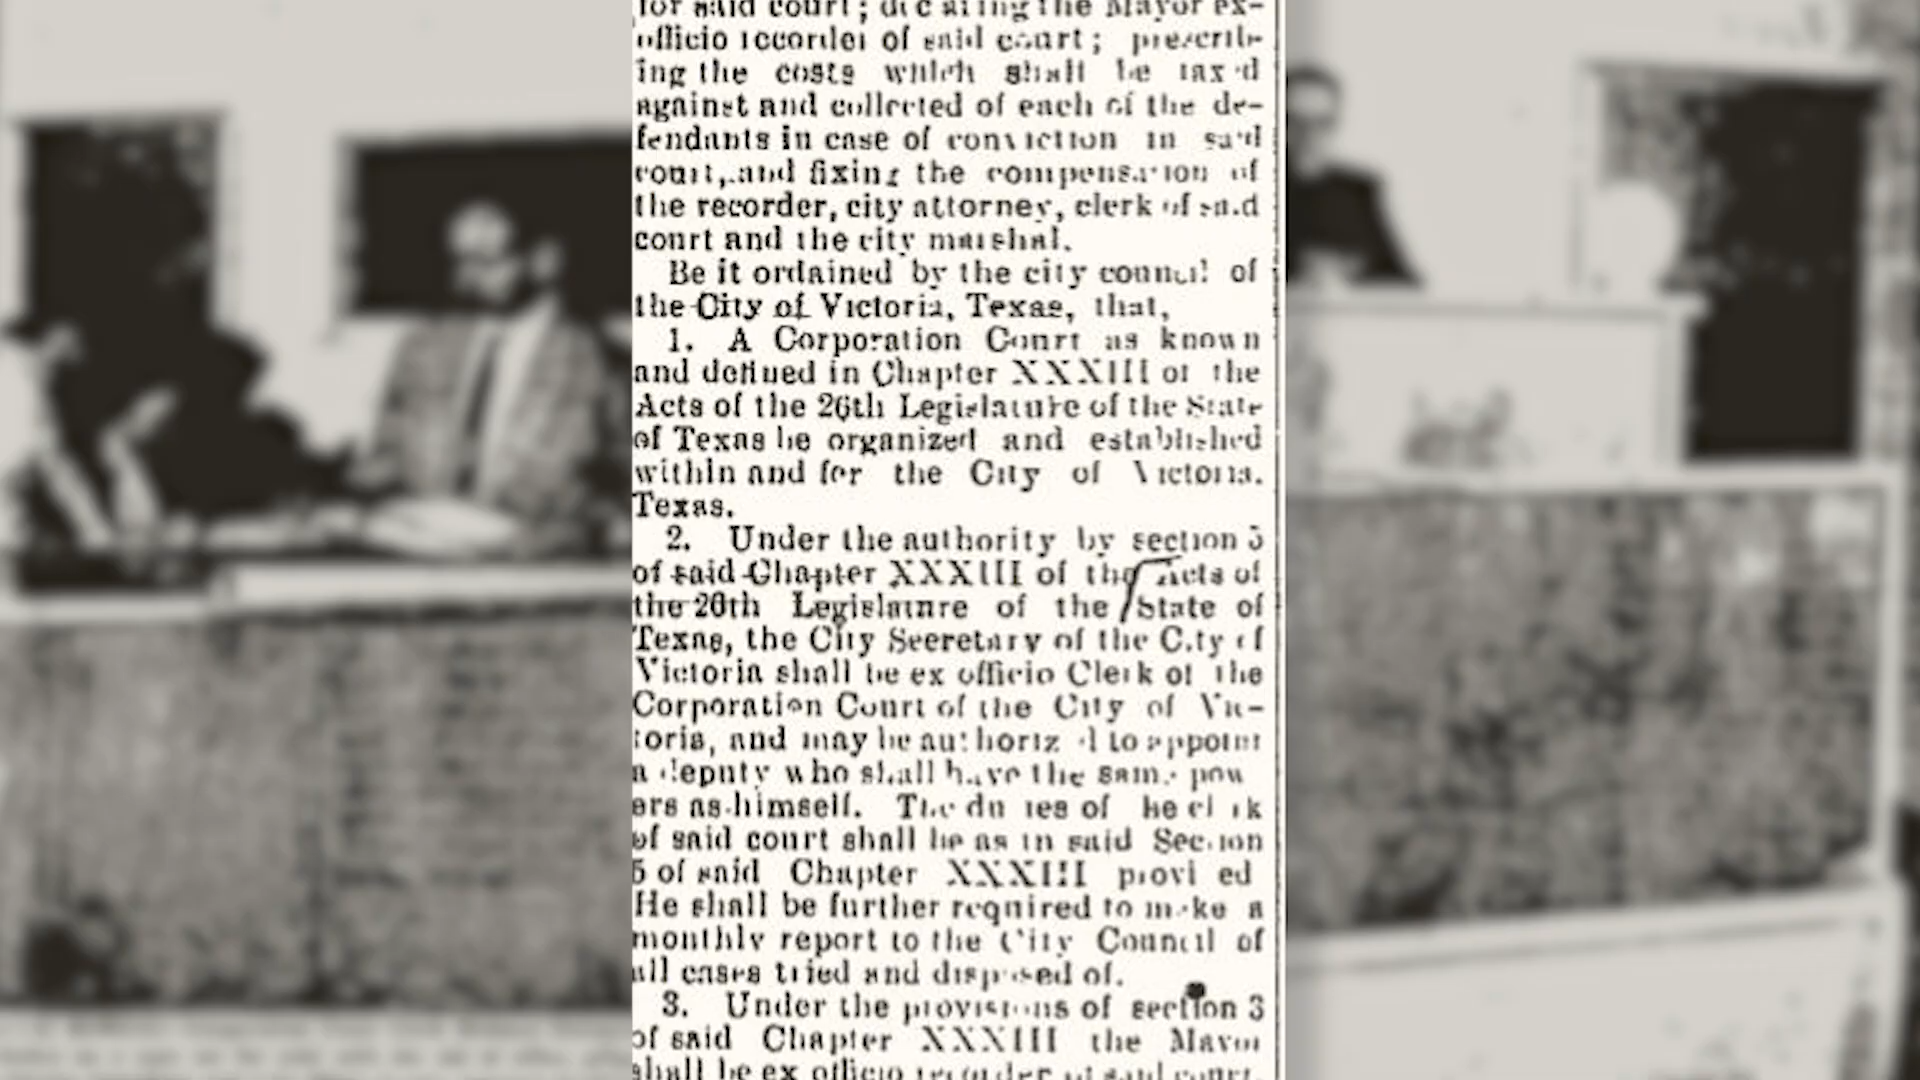 for said court; declaring the Mayor ex-
officio recorder of said court; prescrib-
ing the costs which shall be taxed
against and collected of each of the de-
fendants in case of conviction in said
court, and fixing the compensation of
the recorder, city attorney, clerk of said
court and the city marshal.
Be it ordained by the city council of
the City of Victoria, Texas, that,
1. A Corporation Court as known
and defined in Chapter XXXIII of the
Acts of the 26th Legislature of the State
of Texas be organized and established
within and for the City of Victoria,
Texas.
2. Under the authority by section 5
of said Chapter XXXIII of the Acts of
the 26th Legislature of the State of
Texas, the City Secretary of the City of
Victoria shall be ex officio Clerk of the
Corporation Court of the City of Vic-
toria, and may be authorized to appoint
a deputy who shall have the same pow
ers as himself. The duties of the clerk
of said court shall be as in said Section
5 of said Chapter XXXIII provided
He shall be further required to make a
monthly report to the City Council of
all cases tried and disposed of.
3. Under the provisions of section 3
of said Chapter XXXIII the Mayor
shall be ex officio recorder of said court,